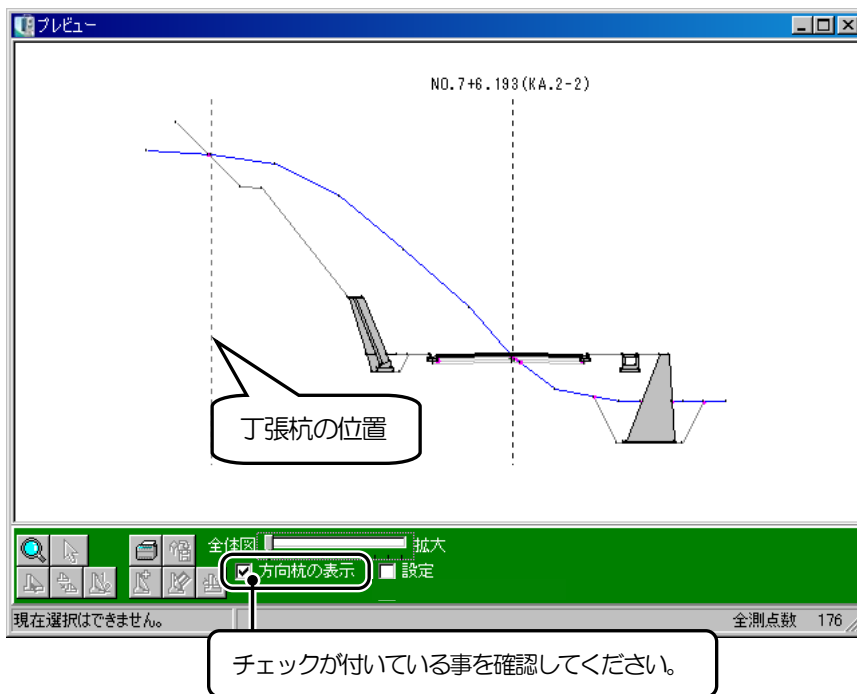 プレビュー
NO.7+6.193(KA.2-2)
丁張杭の位置
全体図
拡大
方向杭の表示
設定
現在選択はできません。
全測点数 176
チェックが付いている事を確認してください。